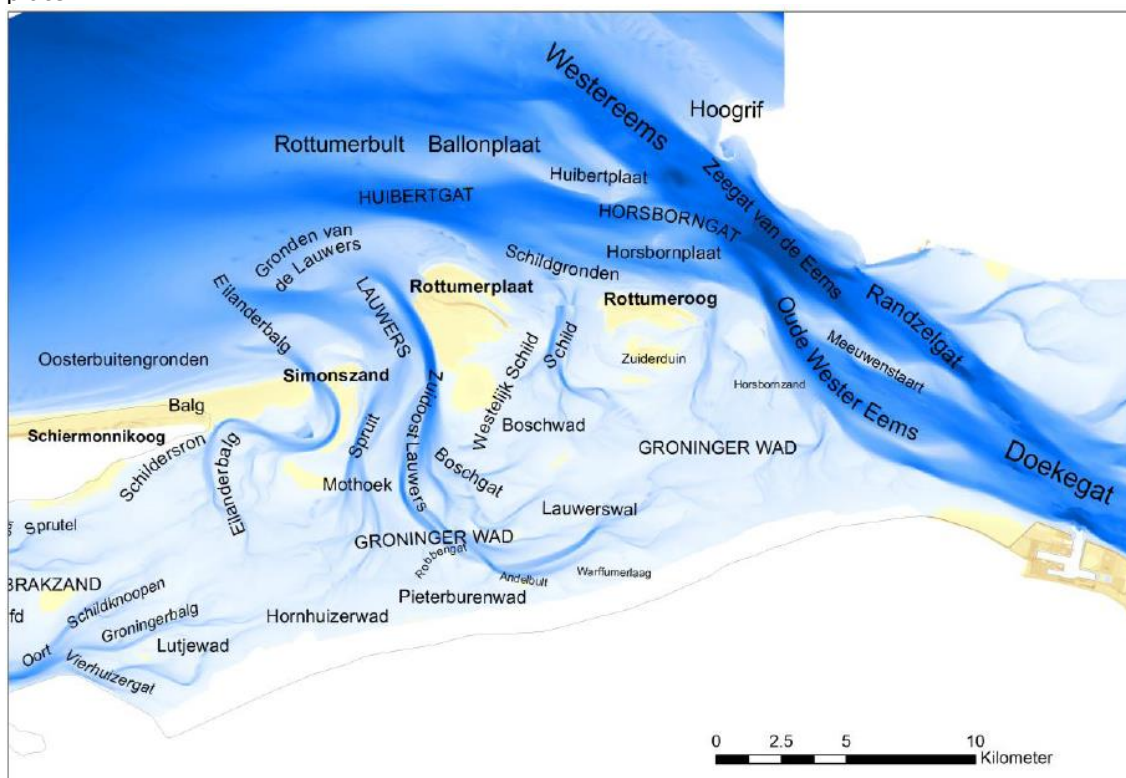 Westereems
Hoogrif
Rottumerbult
Ballonplaat
Huibertplaat
Zeegat van de Eems
HUIBERTGAT
HORSBORNGAT
Gronden van
de Lauwers
Schildgronden
Horsbornplaat
Eilanderbalg
LAUWERS
Rottumerplaat
Rottumeroog
Randzelgat
Oude Wester Eems
Meeuwenstaart
Oosterbuitengronden
Simonszand
Zuidoost Lauwers
Westelijk Schild
Schild
Zuiderduin
Horsbornzand
Balg
Schiermonnikoog
Schildersron
Eilanderbalg
Spruit
Boschwad
GRONINGER WAD
Doekegat
Mothoek
Boschgat
Lauwerswal
Sprutel
GRONINGER WAD
Robbengat
Andelbult
Warffumerlaag
BRAKZAND
fd
Schildknoopen
Pieterburenwad
Groningerbalg
Hornhuizerwad
Lutjewad
Oort
Vierhuizergat
0 2.5 5 10
Kilometer